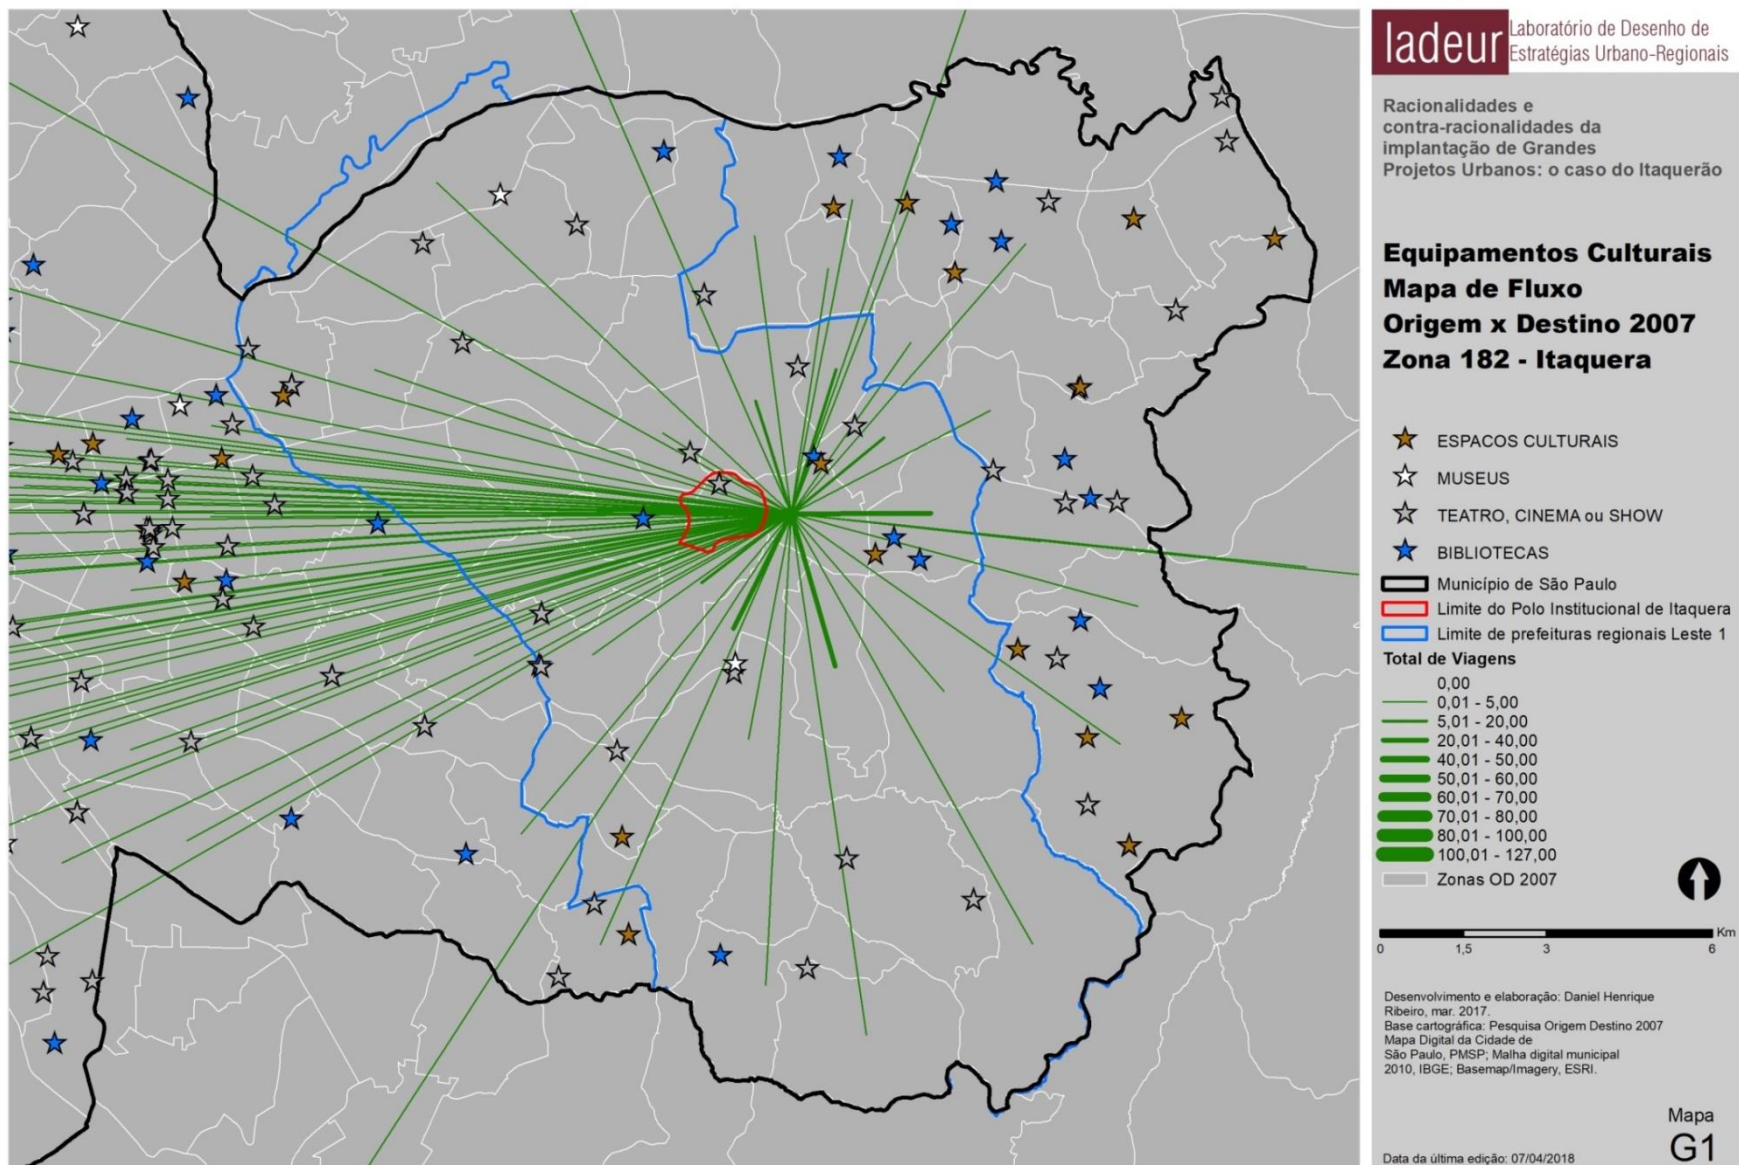 ladeur
Laboratório de Desenho de
Estratégias Urbano-Regionais
Racionalidades e
contra-racionalidades da
implantação de Grandes
Projetos Urbanos: o caso do Itaquerão
Equipamentos Culturais
Mapa de Fluxo
Origem x Destino 2007
Zona 182 - Itaquera
ESPACOS CULTURAIS
MUSEUS
TEATRO, CINEMA ou SHOW
BIBLIOTECAS
Município de São Paulo
Limite do Polo Institucional de Itaquera
Limite de prefeituras regionais Leste 1
Total de Viagens
0,00
0,01 - 5,00
5,01 - 20,00
20,01 - 40,00
40,01 - 50,00
50,01 - 60,00
60,01 - 70,00
70,01 - 80,00
80,01 - 100,00
100,01 - 127,00
Zonas OD 2007
Km
0 1,5 3 6
Desenvolvimento e elaboração: Daniel Henrique
Ribeiro, mar. 2017.
Base cartográfica: Pesquisa Origem Destino 2007
Mapa Digital da Cidade de
São Paulo, PMSP; Malha digital municipal
2010, IBGE; Basemap/Imagery, ESRI.
Mapa
G1
Data da última edição: 07/04/2018